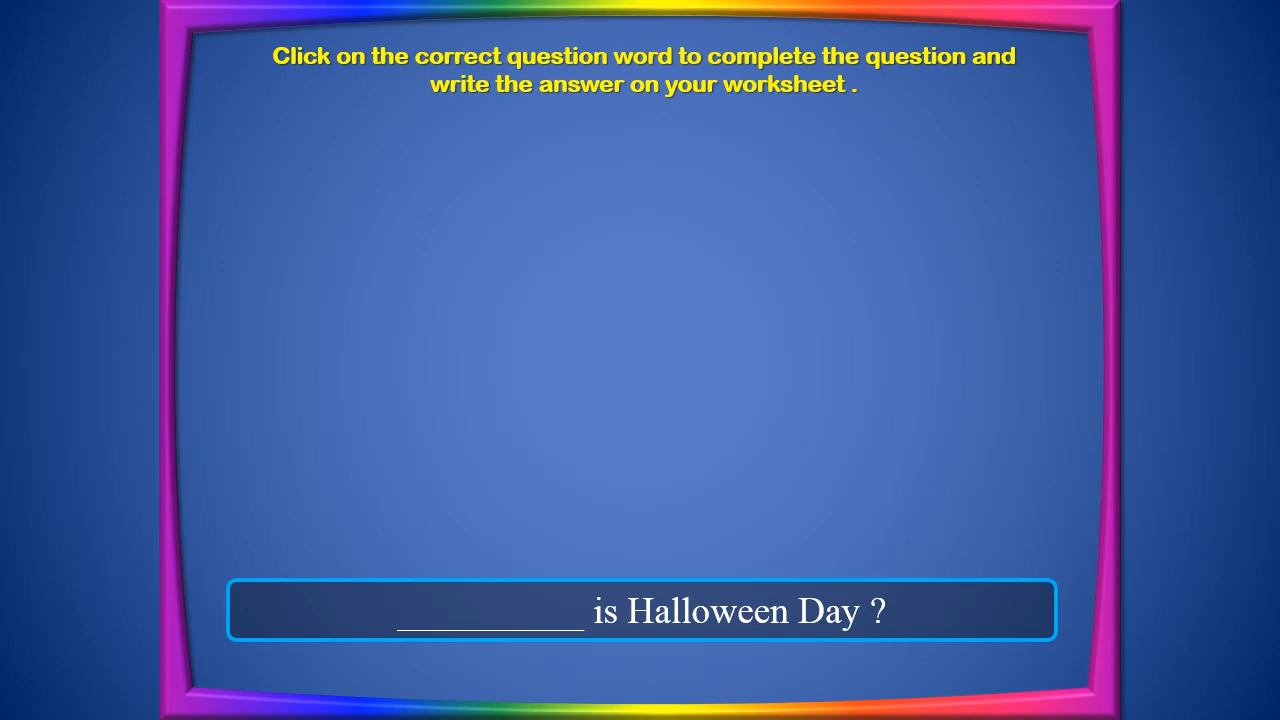 Click on the correct question word to complete the question and
write the answer on your worksheet .
__________ is Halloween Day ?